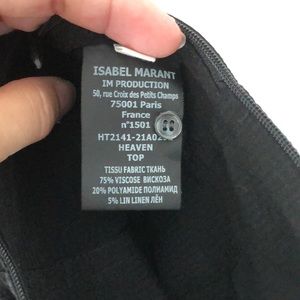 ISABEL MARANT
IM PRODUCTION
50, rue Croix des Petits Champs
75001 Paris
France
n°1501
HEAVEN
TOP
TISSU FABRIC ТКАНЬ
75% VISCOSE ВИСКОЗА
20% POLYAMIDE ПОЛИАМИД
5% LIN LINEN ЛЁН